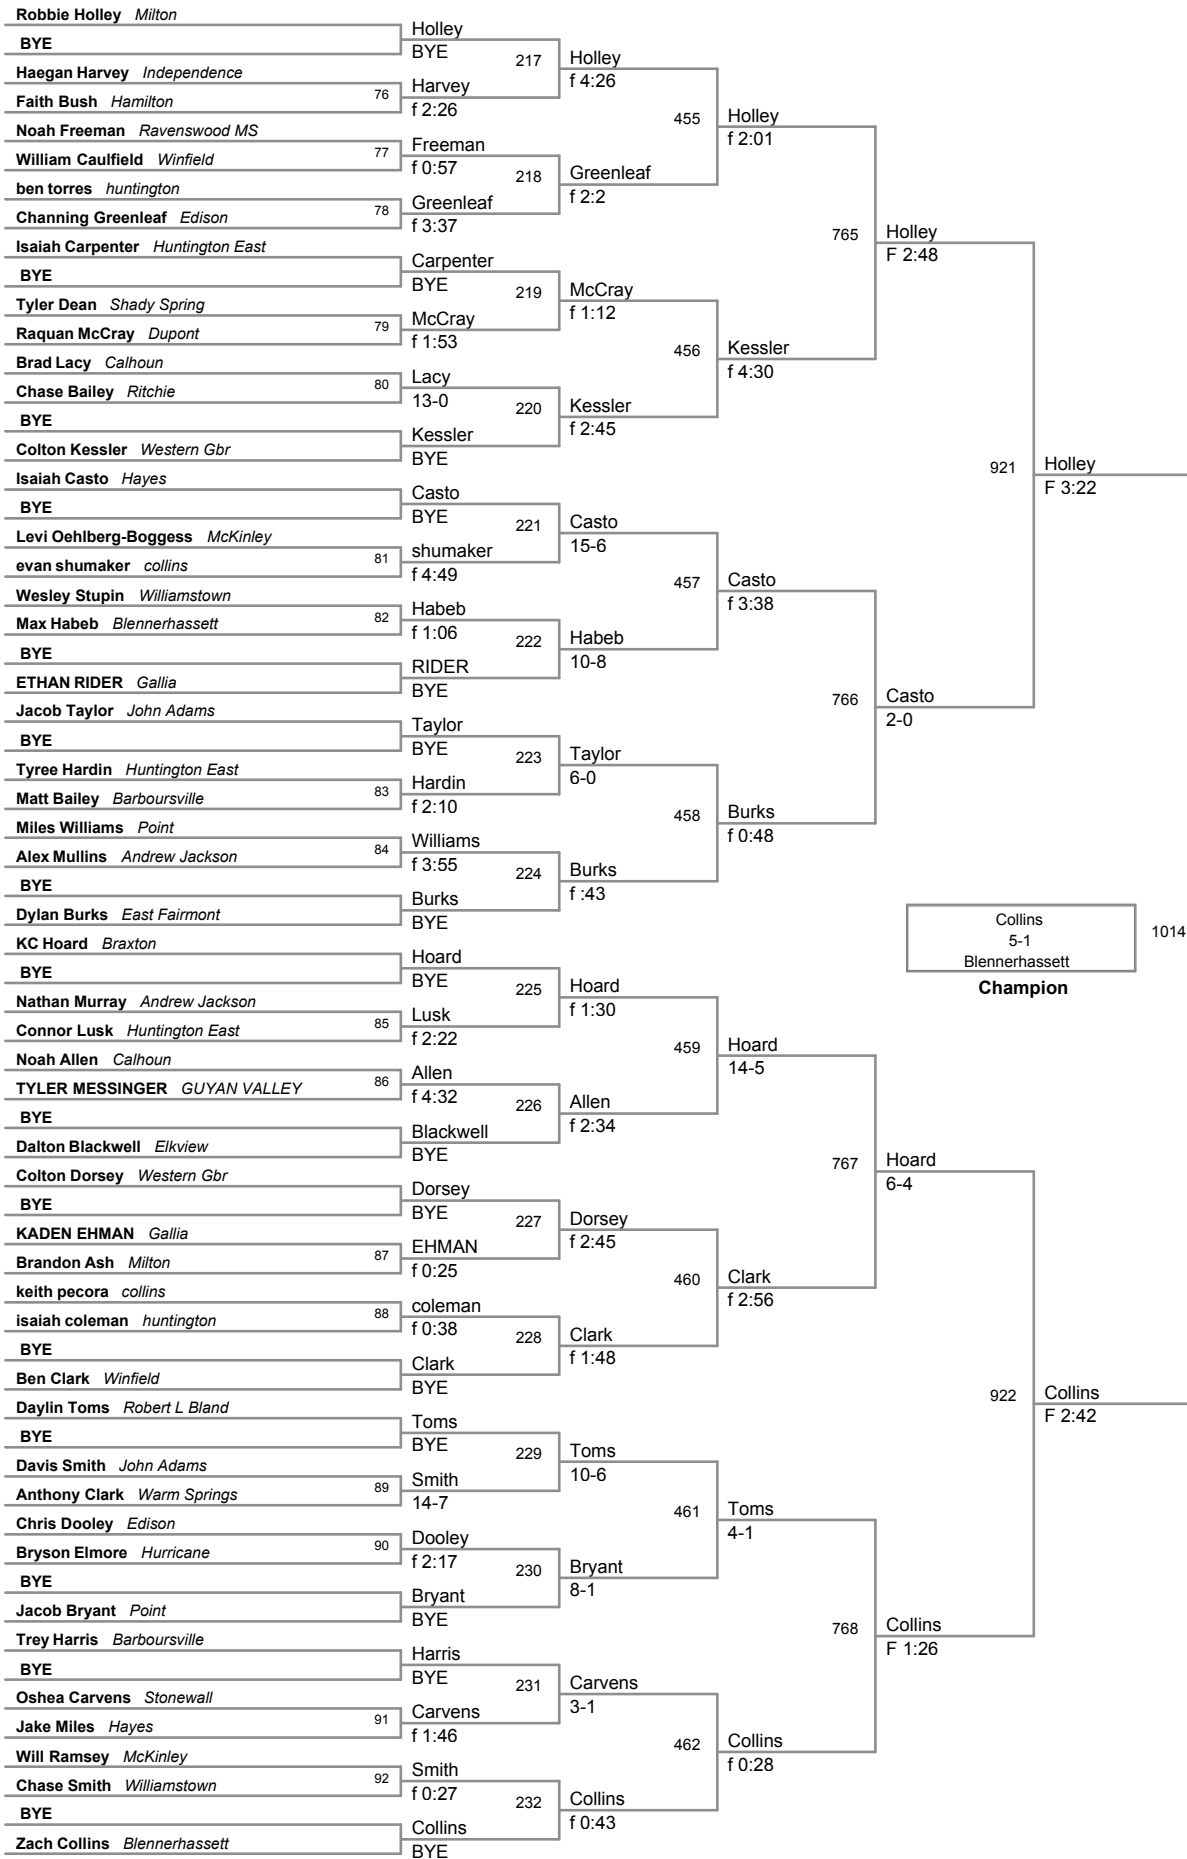 Robbie Holley Milton
BYE
Haegan Harvey Independence
76
Faith Bush Hamilton
Noah Freeman Ravenswood MS
77
William Caulfield Winfield
ben torres huntington
78
Channing Greenleaf Edison
Isaiah Carpenter Huntington East
BYE
Tyler Dean Shady Spring
79
Raquan McCray Dupont
Brad Lacy Calhoun
80
Chase Bailey Ritchie
BYE
Colton Kessler Western Gbr
Isaiah Casto Hayes
BYE
Levi Oehlberg-Boggess McKinley
81
evan shumaker collins
Wesley Stupin Williamstown
82
Max Habeb Blennerhassett
BYE
ETHAN RIDER Gallia
Jacob Taylor John Adams
BYE
Tyree Hardin Huntington East
83
Matt Bailey Barboursville
Miles Williams Point
84
Alex Mullins Andrew Jackson
BYE
Dylan Burks East Fairmont
KC Hoard Braxton
BYE
Nathan Murray Andrew Jackson
85
Connor Lusk Huntington East
Noah Allen Calhoun
86
TYLER MESSINGER GUYAN VALLEY
BYE
Dalton Blackwell Elkview
Colton Dorsey Western Gbr
BYE
KADEN EHMAN Gallia
87
Brandon Ash Milton
keith pecora collins
88
isaiah coleman huntington
BYE
Ben Clark Winfield
Daylin Toms Robert L Bland
BYE
Davis Smith John Adams
89
Anthony Clark Warm Springs
Chris Dooley Edison
90
Bryson Elmore Hurricane
BYE
Jacob Bryant Point
Trey Harris Barboursville
BYE
Oshea Carvens Stonewall
91
Jake Miles Hayes
Will Ramsey McKinley
92
Chase Smith Williamstown
BYE
Zach Collins Blennerhassett
Holley
BYE
217
Harvey
f 2:26
Freeman
f 0:57
218
Greenleaf
f 3:37
Carpenter
BYE
219
McCray
f 1:53
Lacy
13-0
220
Kessler
BYE
Casto
BYE
221
shumaker
f 4:49
Habeb
f 1:06
222
RIDER
BYE
Taylor
BYE
223
Hardin
f 2:10
Williams
f 3:55
224
Burks
BYE
Hoard
BYE
225
Lusk
f 2:22
Allen
f 4:32
226
Blackwell
BYE
Dorsey
BYE
227
EHMAN
f 0:25
coleman
f 0:38
228
Clark
BYE
Toms
BYE
229
Smith
14-7
Dooley
f 2:17
230
Bryant
BYE
Harris
BYE
231
Carvens
f 1:46
Smith
f 0:27
232
Collins
BYE
Holley
f 4:26
455
Greenleaf
f 2:2
McCray
f 1:12
456
Kessler
f 2:45
Casto
15-6
457
Habeb
10-8
Taylor
6-0
458
Burks
f :43
Hoard
f 1:30
459
Allen
f 2:34
Dorsey
f 2:45
460
Clark
f 1:48
Toms
10-6
461
Bryant
8-1
Carvens
3-1
462
Collins
f 0:43
Holley
f 2:01
765
Kessler
f 4:30
Casto
f 3:38
766
Burks
f 0:48
Hoard
14-5
767
Clark
f 2:56
Toms
4-1
768
Collins
f 0:28
Holley
F 2:48
921
Casto
2-0
Hoard
6-4
922
Collins
F 1:26
Holley
F 3:22
Collins
5-1
Blennerhassett
1014
Champion
Collins
F 2:42